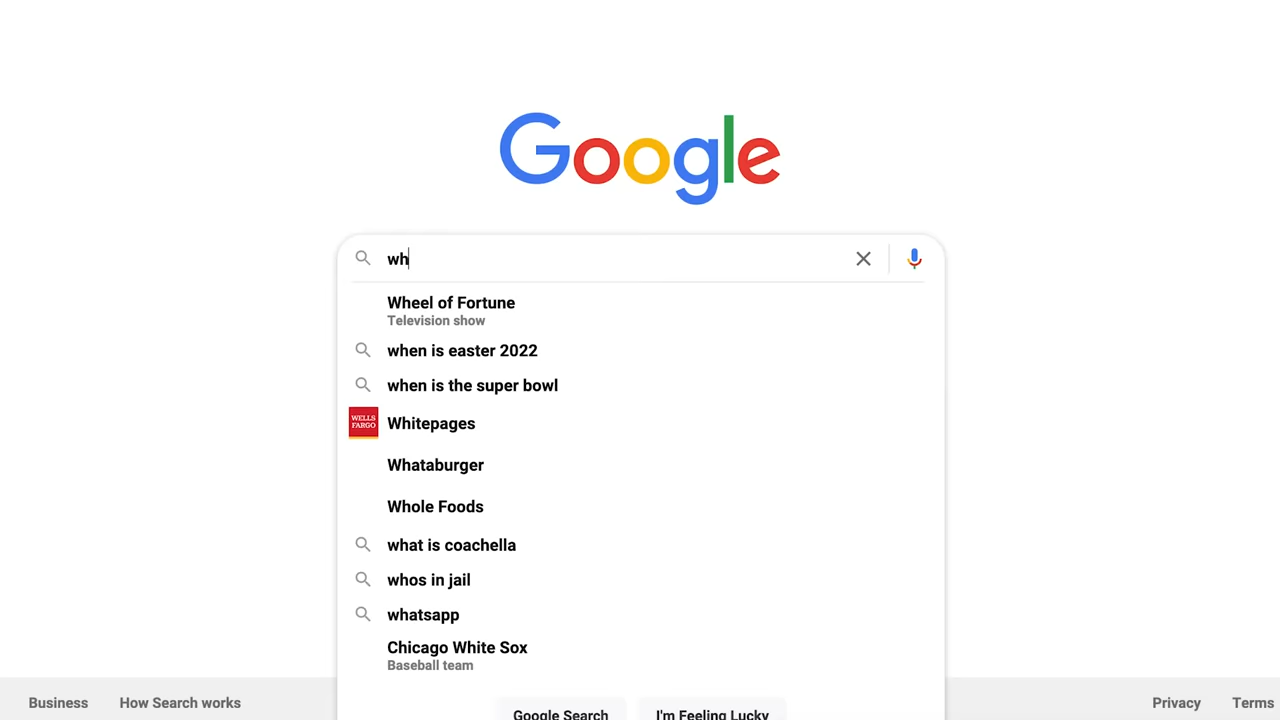 Google
wh
Wheel of Fortune
Television show
when is easter 2022
when is the super bowl
WELLS
FARGO
Whitepages
Whataburger
Whole Foods
what is coachella
whos in jail
whatsapp
Chicago White Sox
Baseball team
Business How Search works Privacy Terms
Google Search I'm Feeling Lucky